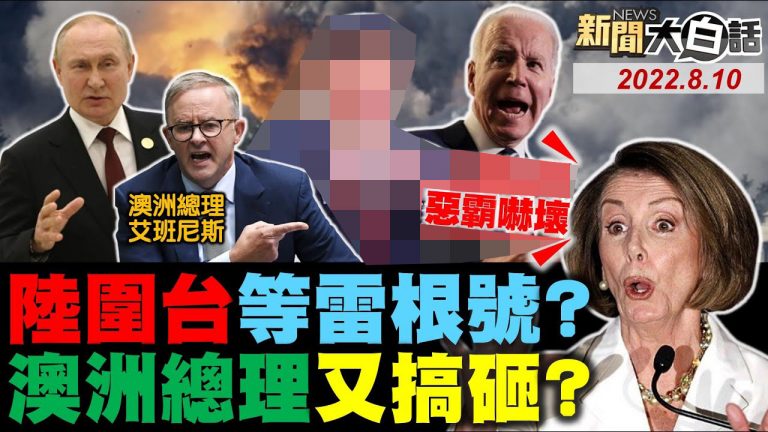 NEWS
新聞大白話
2022.8.10
澳洲總理
艾班尼斯
惡霸嚇壞
陸圍台等雷根號?
澳洲總理又搞砸?